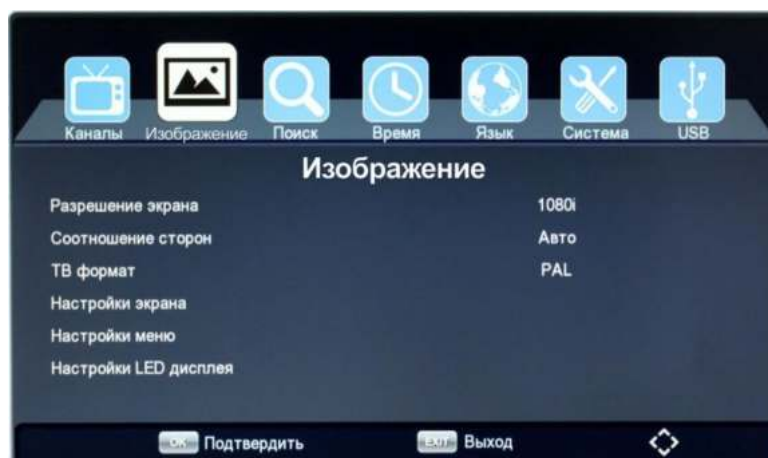 Каналы Изображение Поиск Время Язык Система USB
Изображение
Разрешение экрана 1080i
Соотношение сторон Авто
ТВ формат PAL
Настройки экрана
Настройки меню
Настройки LED дисплея
OK Подтвердить EXIT Выход